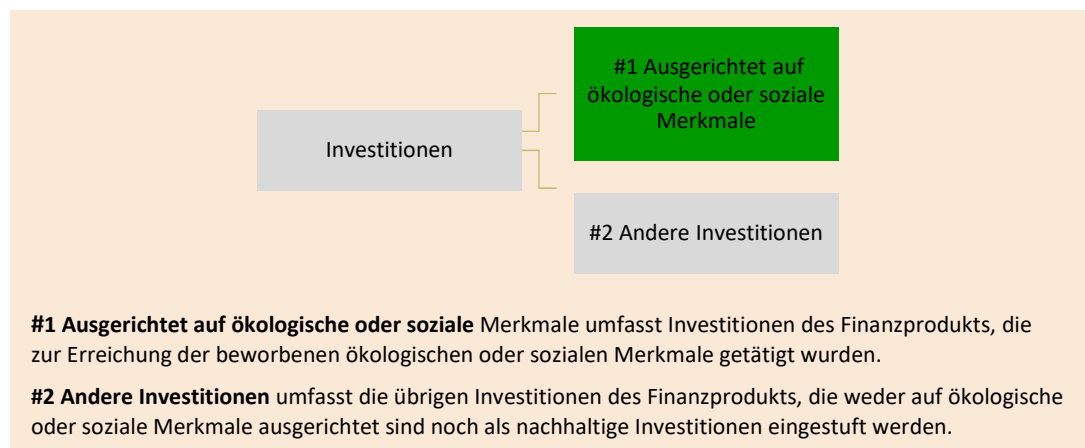 #1 Ausgerichtet auf
ökologische oder soziale
Merkmale
Investitionen
#2 Andere Investitionen
#1 Ausgerichtet auf ökologische oder soziale Merkmale umfasst Investitionen des Finanzprodukts, die
zur Erreichung der beworbenen ökologischen oder sozialen Merkmale getätigt wurden.
#2 Andere Investitionen umfasst die übrigen Investitionen des Finanzprodukts, die weder auf ökologische
oder soziale Merkmale ausgerichtet sind noch als nachhaltige Investitionen eingestuft werden.